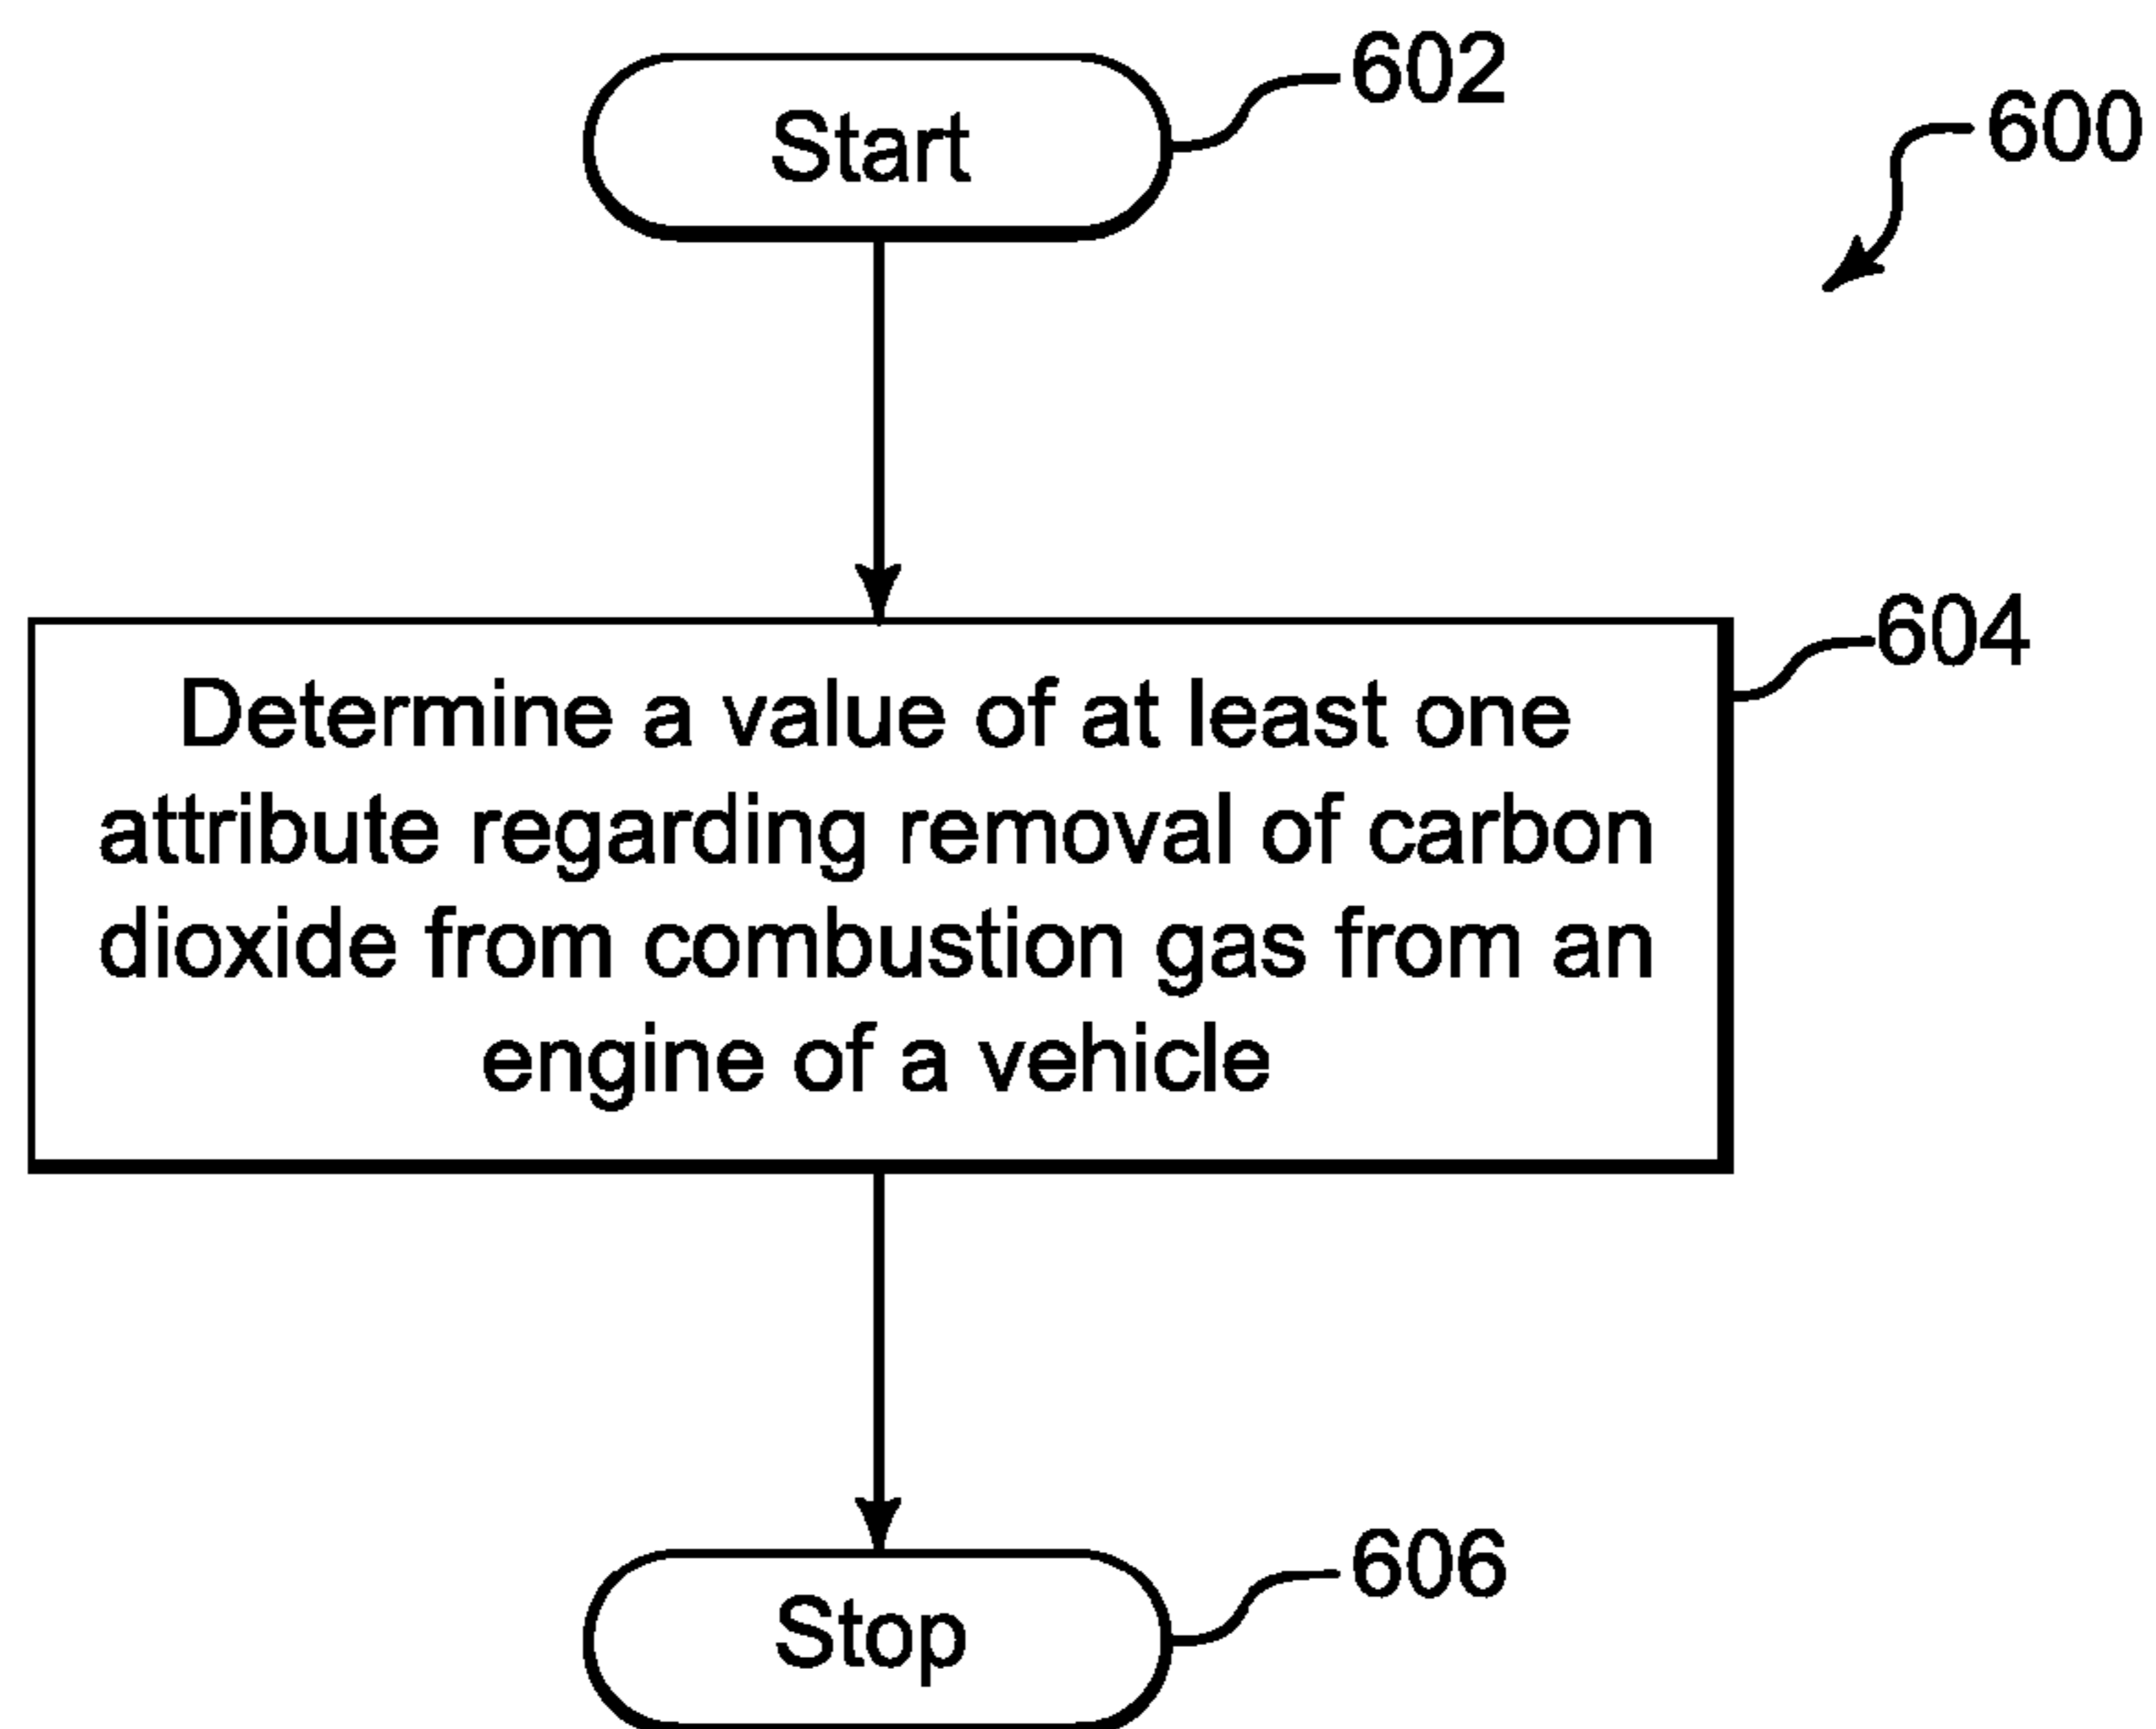 Start
602
600
604
Determine a value of at least one
attribute regarding removal of carbon
dioxide from combustion gas from an
engine of a vehicle
606
Stop